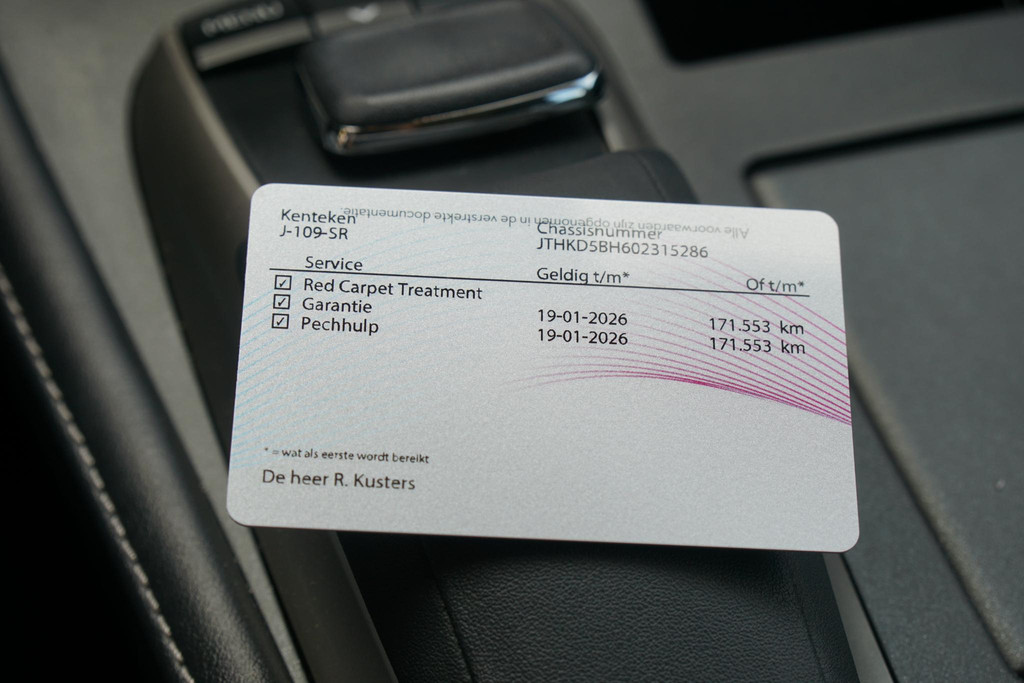 MENU
Alle voorwaarden zijn opgenomen in de verstrekte documentatie.
Kenteken Chassisnummer
J-109-SR JTHKD5BH602315286
Service Geldig t/m* Of t/m*
☑ Red Carpet Treatment
☑ Garantie 19-01-2026 171.553 km
☑ Pechhulp 19-01-2026 171.553 km
* = wat als eerste wordt bereikt
De heer R. Kusters